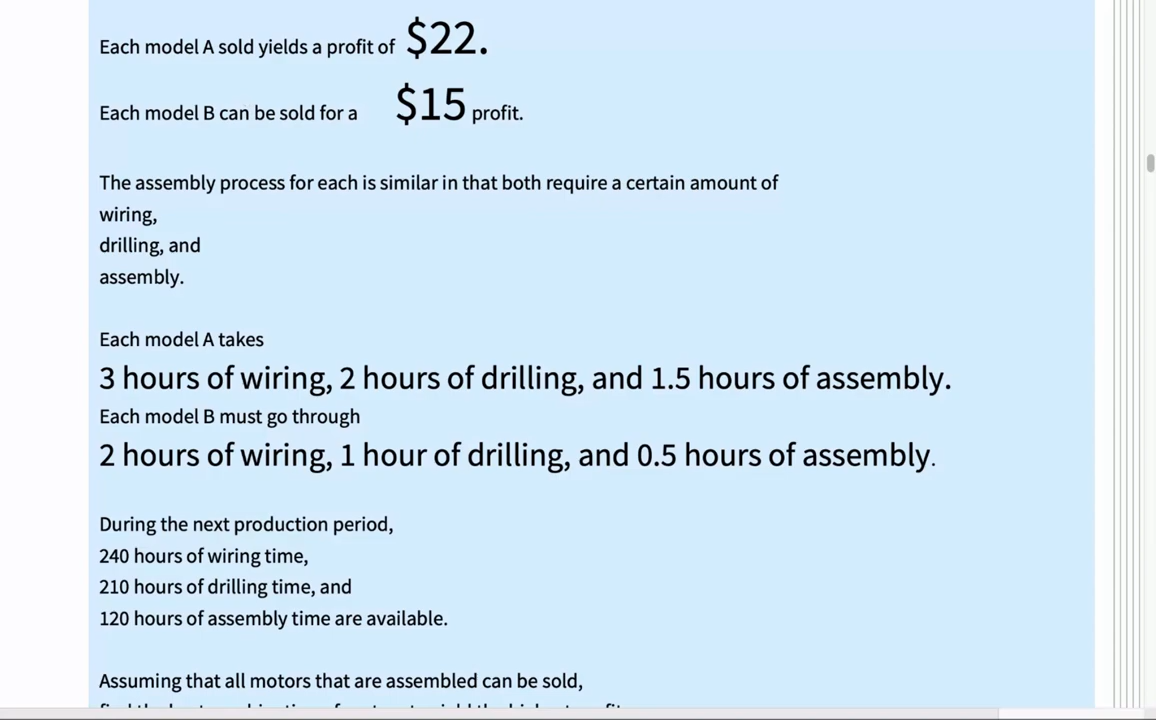 Each model A sold yields a profit of $22.
Each model B can be sold for a $15 profit.
The assembly process for each is similar in that both require a certain amount of
wiring,
drilling, and
assembly.
Each model A takes
3 hours of wiring, 2 hours of drilling, and 1.5 hours of assembly.
Each model B must go through
2 hours of wiring, 1 hour of drilling, and 0.5 hours of assembly.
During the next production period,
240 hours of wiring time,
210 hours of drilling time, and
120 hours of assembly time are available.
Assuming that all motors that are assembled can be sold,